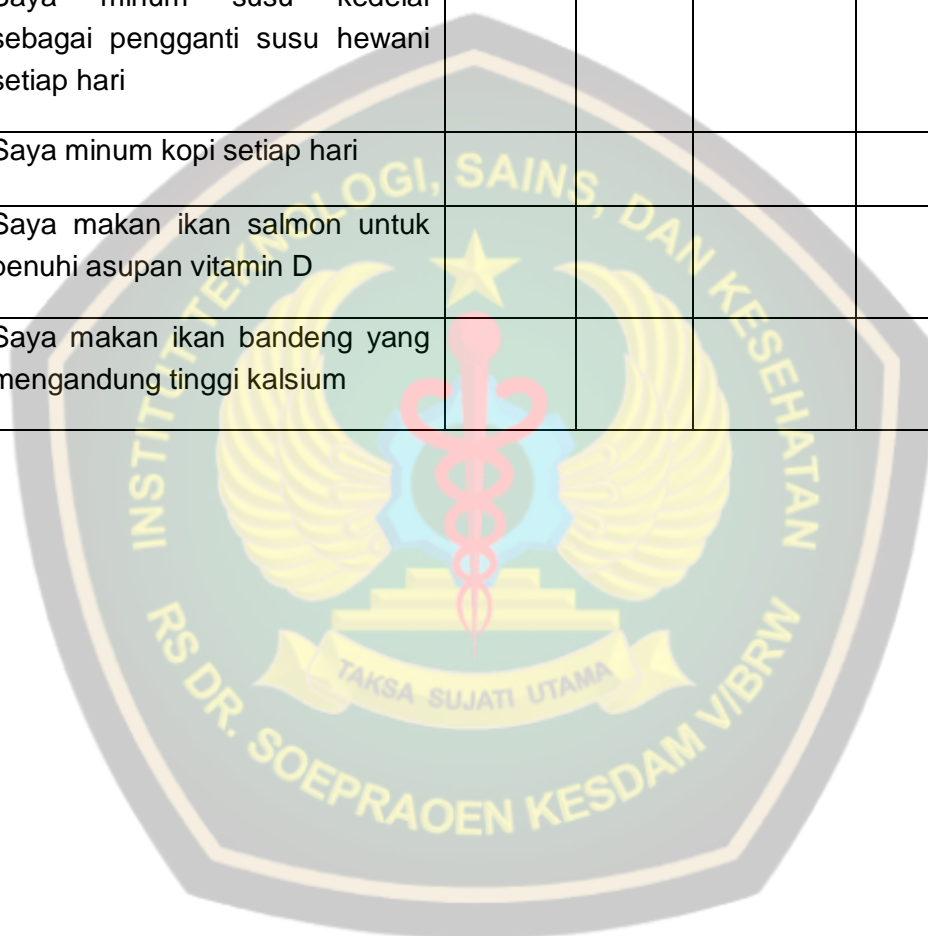 Saya minum susu kedelai
sebagai pengganti susu hewani
setiap hari
Saya minum kopi setiap hari
Saya makan ikan salmon untuk
penuhi asupan vitamin D
Saya makan ikan bandeng yang
mengandung tinggi kalsium
INSTITUT TEKNOLOGI, SAINS, DAN KESEHATAN
TAKSA SUJATI UTAMA
RS DR. SOEPRAOEN KESDAM V/BRW